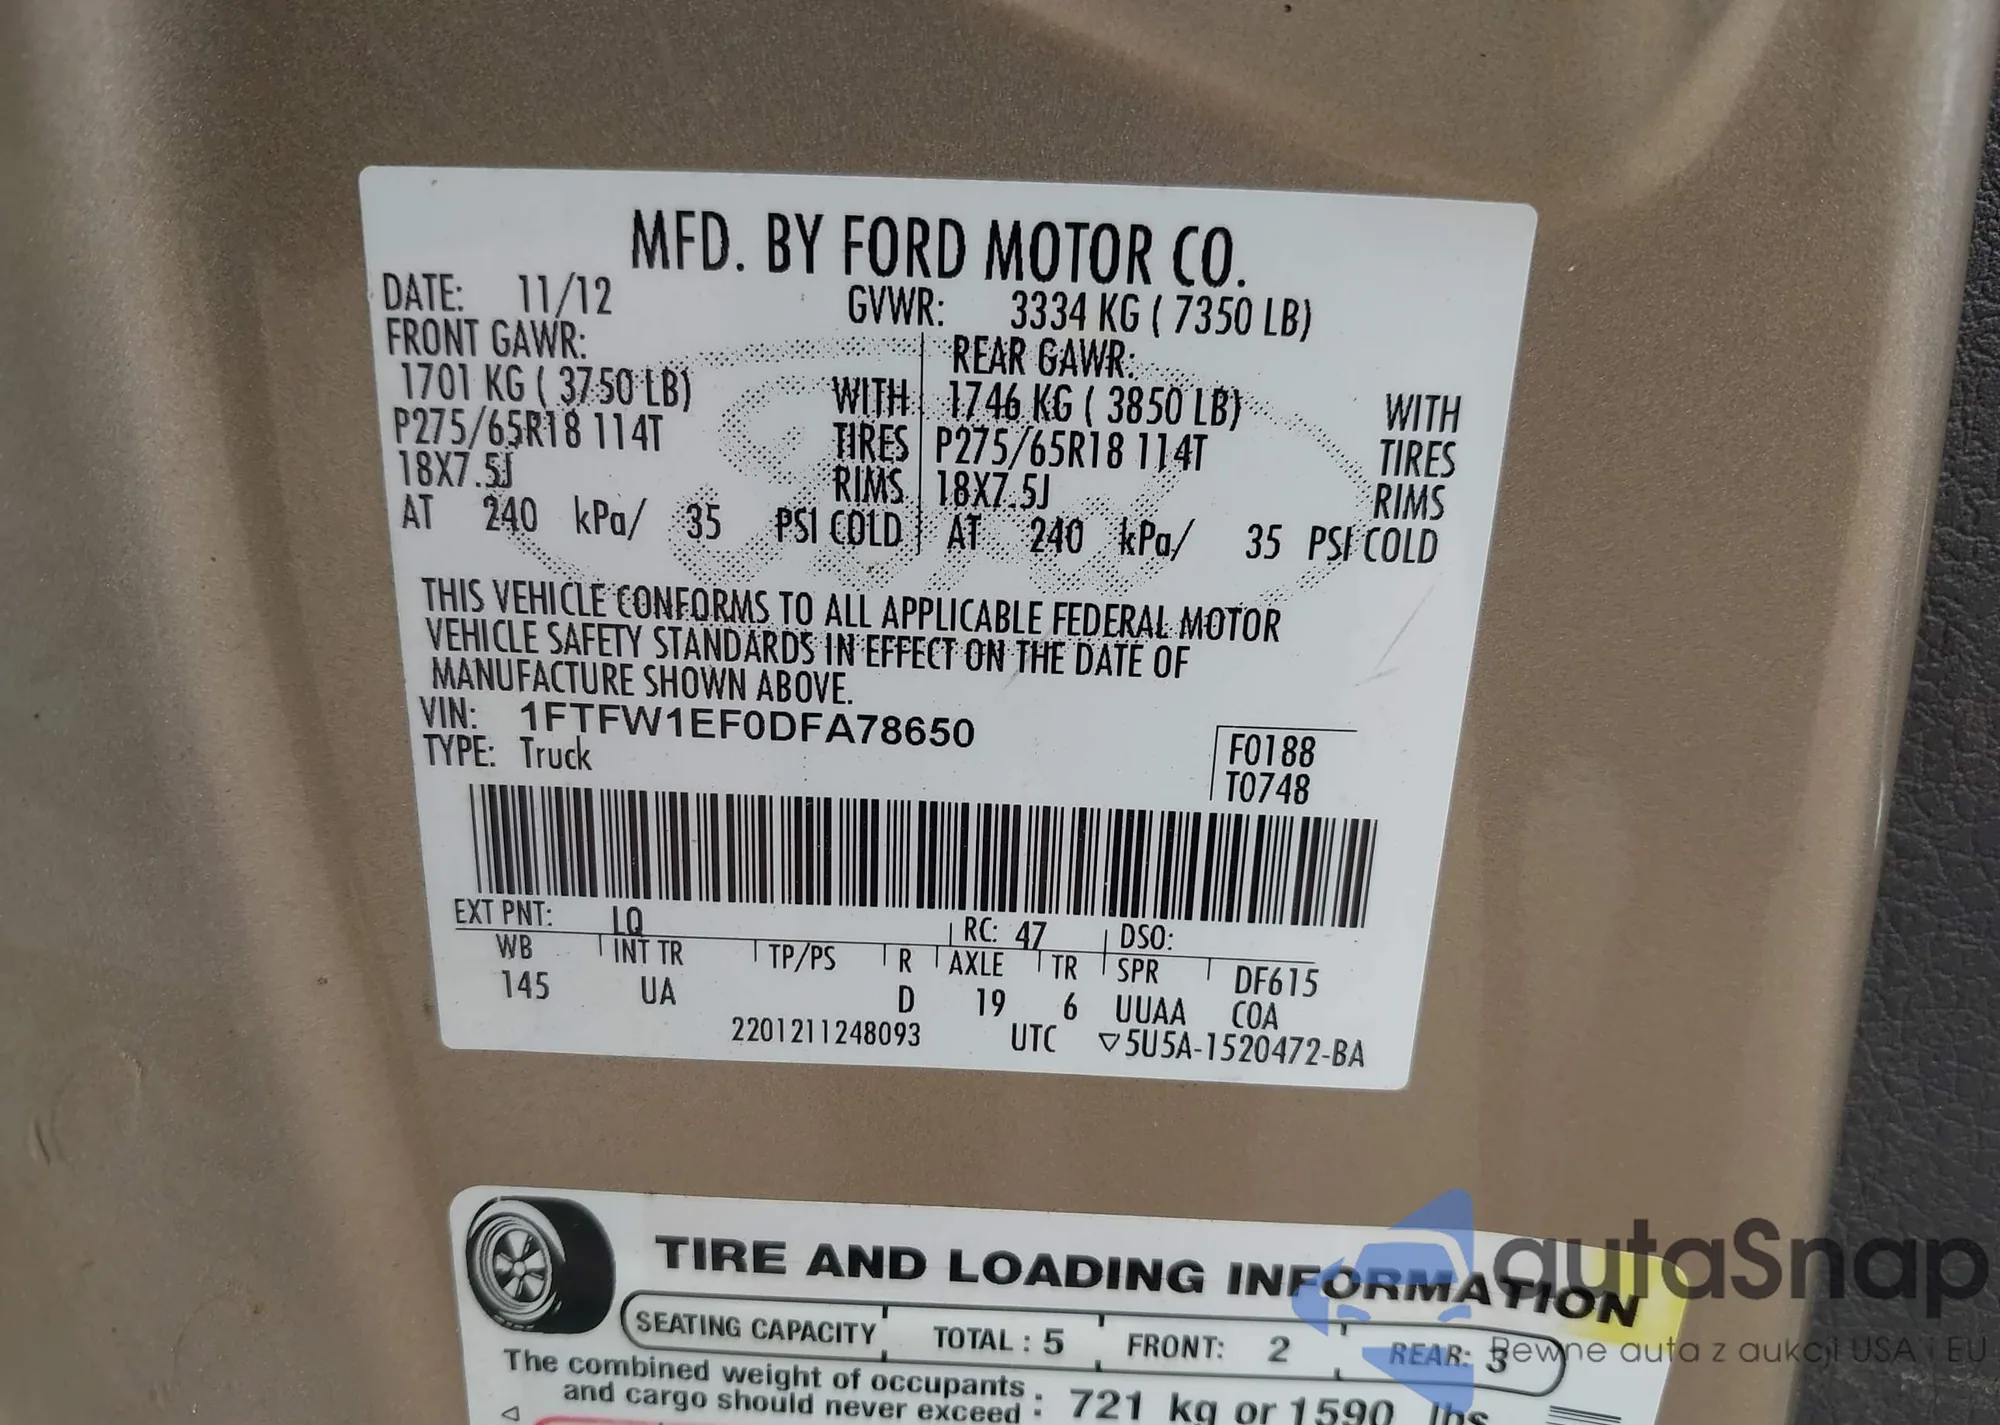 MFD. BY FORD MOTOR CO.
DATE: 11/12 GVWR: 3334 KG ( 7350 LB)
FRONT GAWR: REAR GAWR:
1701 KG ( 3750 LB) WITH 1746 KG ( 3850 LB) WITH
P275/65R18 114T TIRES P275/65R18 114T TIRES
18X7.5J RIMS 18X7.5J RIMS
AT 240 kPa/ 35 PSI COLD AT 240 kPa/ 35 PSI COLD
THIS VEHICLE CONFORMS TO ALL APPLICABLE FEDERAL MOTOR
VEHICLE SAFETY STANDARDS IN EFFECT ON THE DATE OF
MANUFACTURE SHOWN ABOVE.
VIN: 1FTFW1EF0DFA78650
TYPE: Truck
F0188
T0748
EXT PNT: LQ RC: 47 DSO:
WB INT TR TP/PS R AXLE TR SPR DF615
145 UA D 19 6 UUAA COA
2201211248093 UTC ▽5U5A-1520472-BA
TIRE AND LOADING INFORMATION
SEATING CAPACITY TOTAL : 5 FRONT: 2 REAR: 3
The combined weight of occupants
and cargo should never exceed : 721 kg or 1590 lbs
autaSnap
Pewne auta z aukcji USA i EU